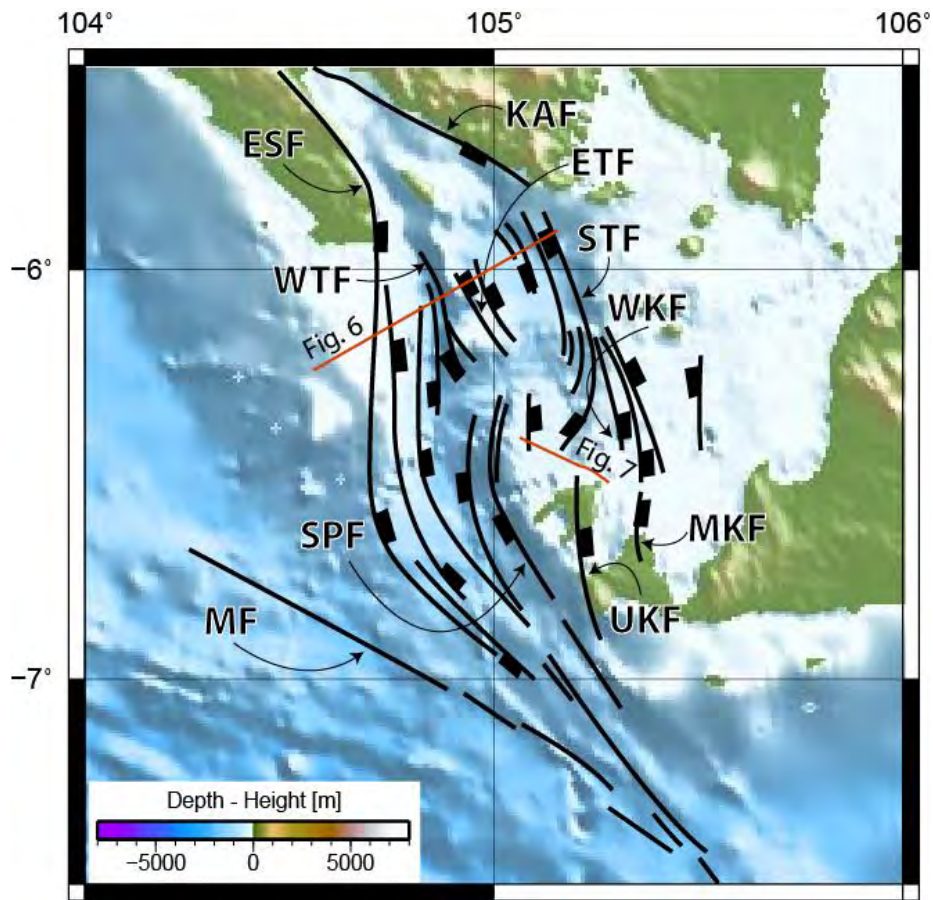 104° 105° 106°
KAF
ESF
ETF
STF
−6°
WTF
WKF
Fig. 6
Fig. 7
SPF
MKF
MF
UKF
−7°
Depth - Height [m]
−5000 0 5000